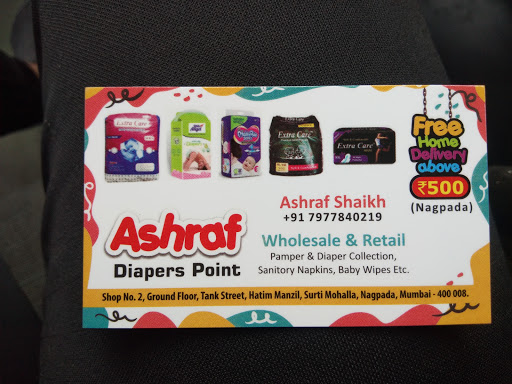 Extra Care
Extra Care
Extra Care
Free
Home
Delivery
above
₹500
(Nagpada)
Ashraf Shaikh
+91 7977840219
Ashraf
Diapers Point
Wholesale & Retail
Pamper & Diaper Collection,
Sanitory Napkins, Baby Wipes Etc.
Shop No. 2, Ground Floor, Tank Street, Hatim Manzil, Surti Mohalla, Nagpada, Mumbai - 400 008.